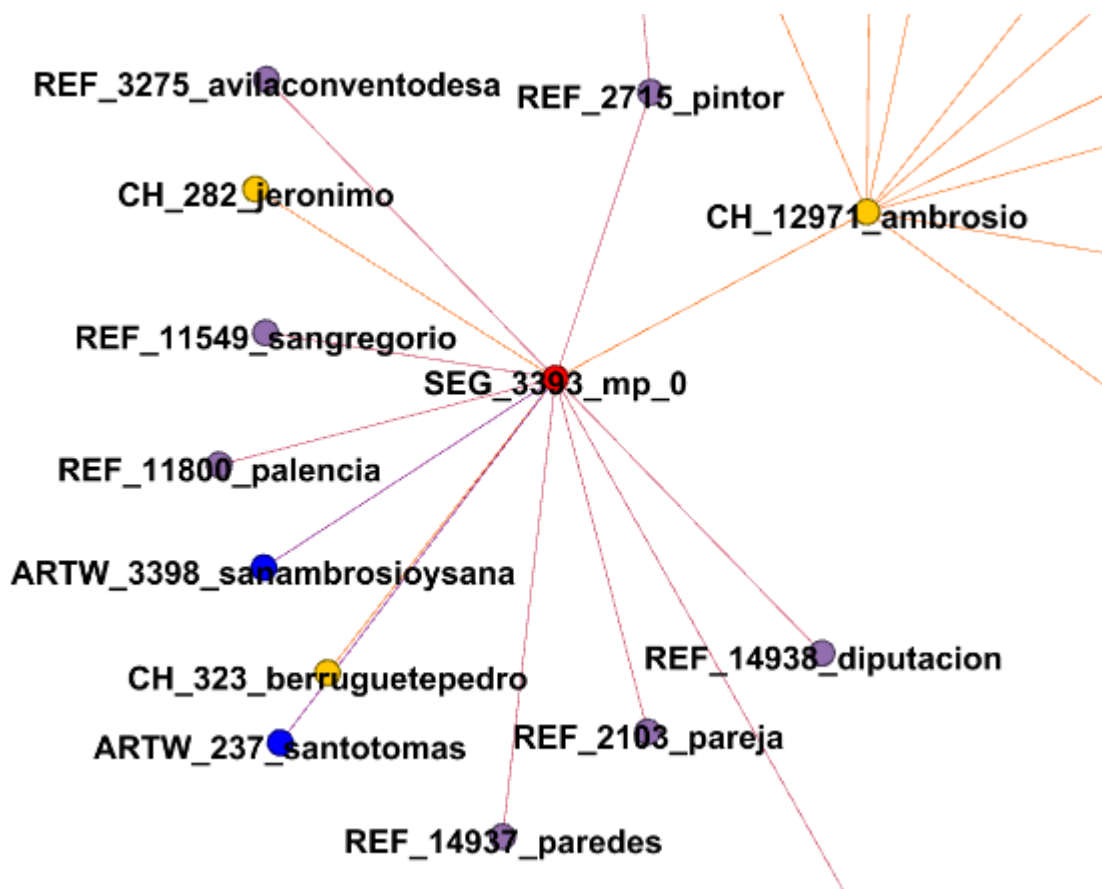 REF_3275_avilaconventodesa
REF_2715_pintor
CH_282_jeronimo
CH_12971_ambrosio
REF_11549_sangregorio
SEG_3393_mp_0
REF_11800_palencia
ARTW_3398_sanambrosioysana
REF_14938_diputacion
CH_323_berruguetepedro
REF_2103_pareja
ARTW_237_santotomas
REF_14937_paredes